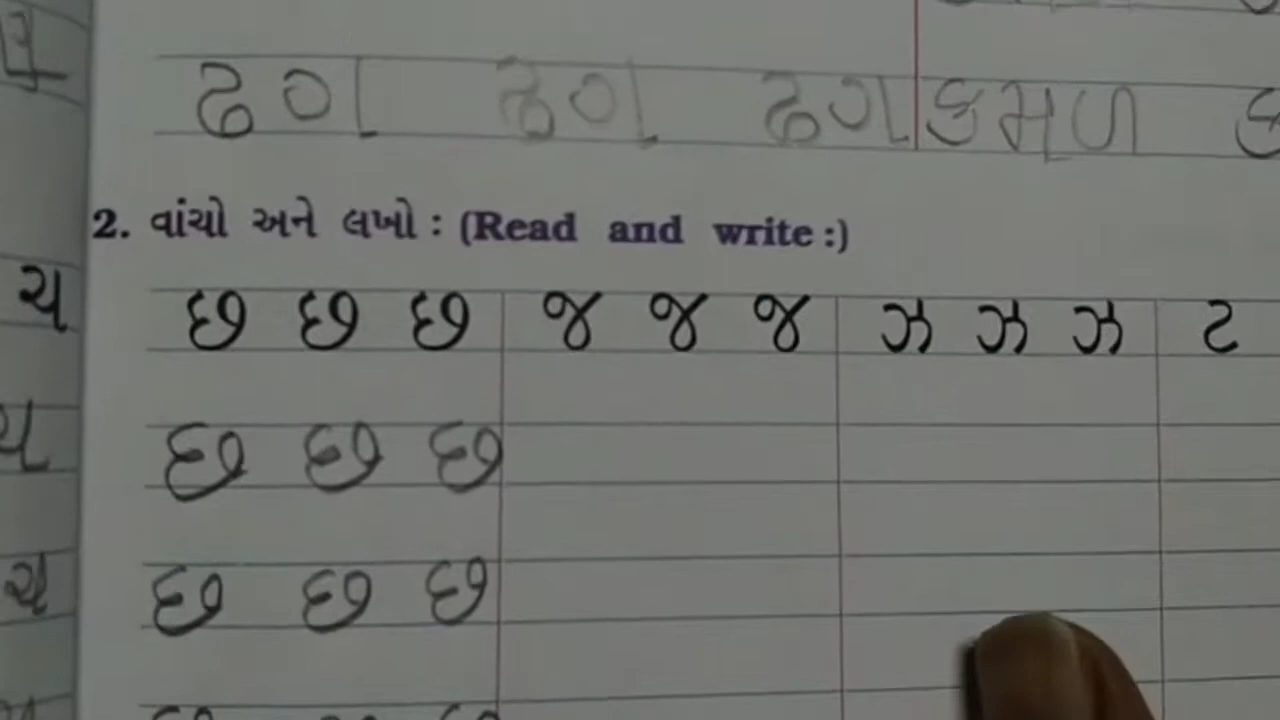 ઢગ ઢગ ઢગ કમળ
2. વાંચો અને લખો : (Read and write :)
ચ છ છ છ જ જ જ ઝ ઝ ઝ ટ
છ છ છ
ચ છ છ છ